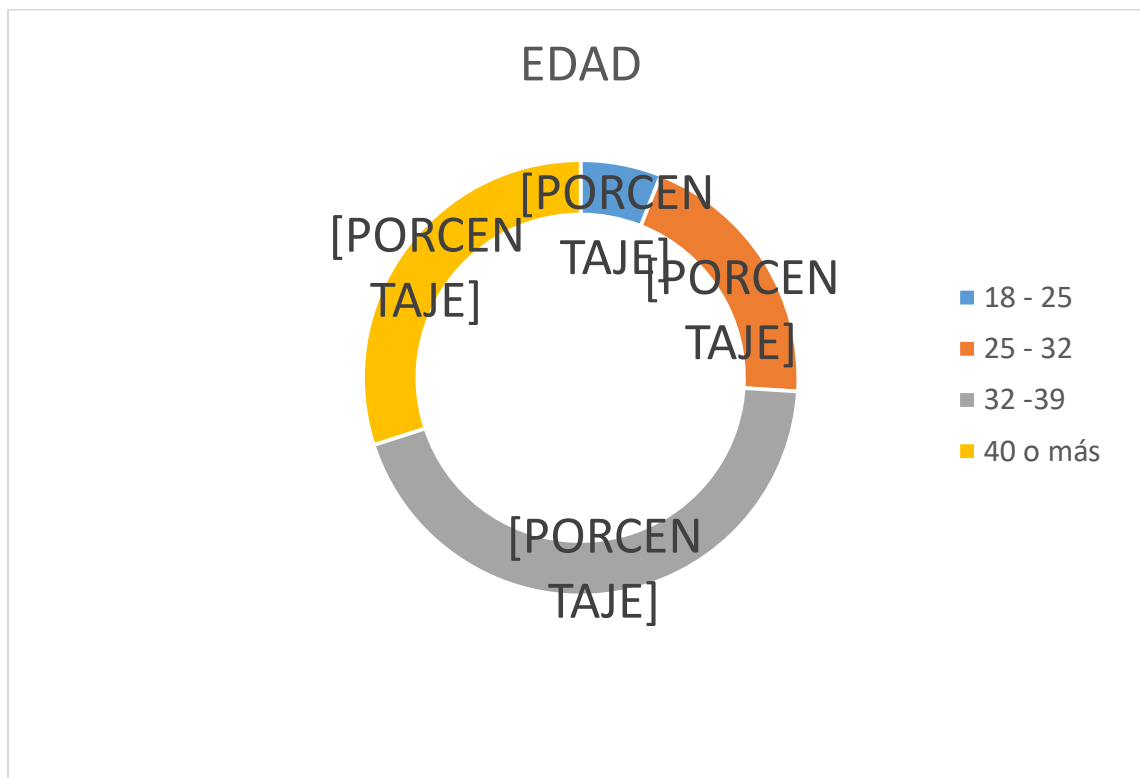 EDAD
[PORCEN
TAJE]
[PORCEN
TAJE]
[PORCEN
TAJE]
[PORCEN
TAJE]
18 - 25
25 - 32
32 -39
40 o más